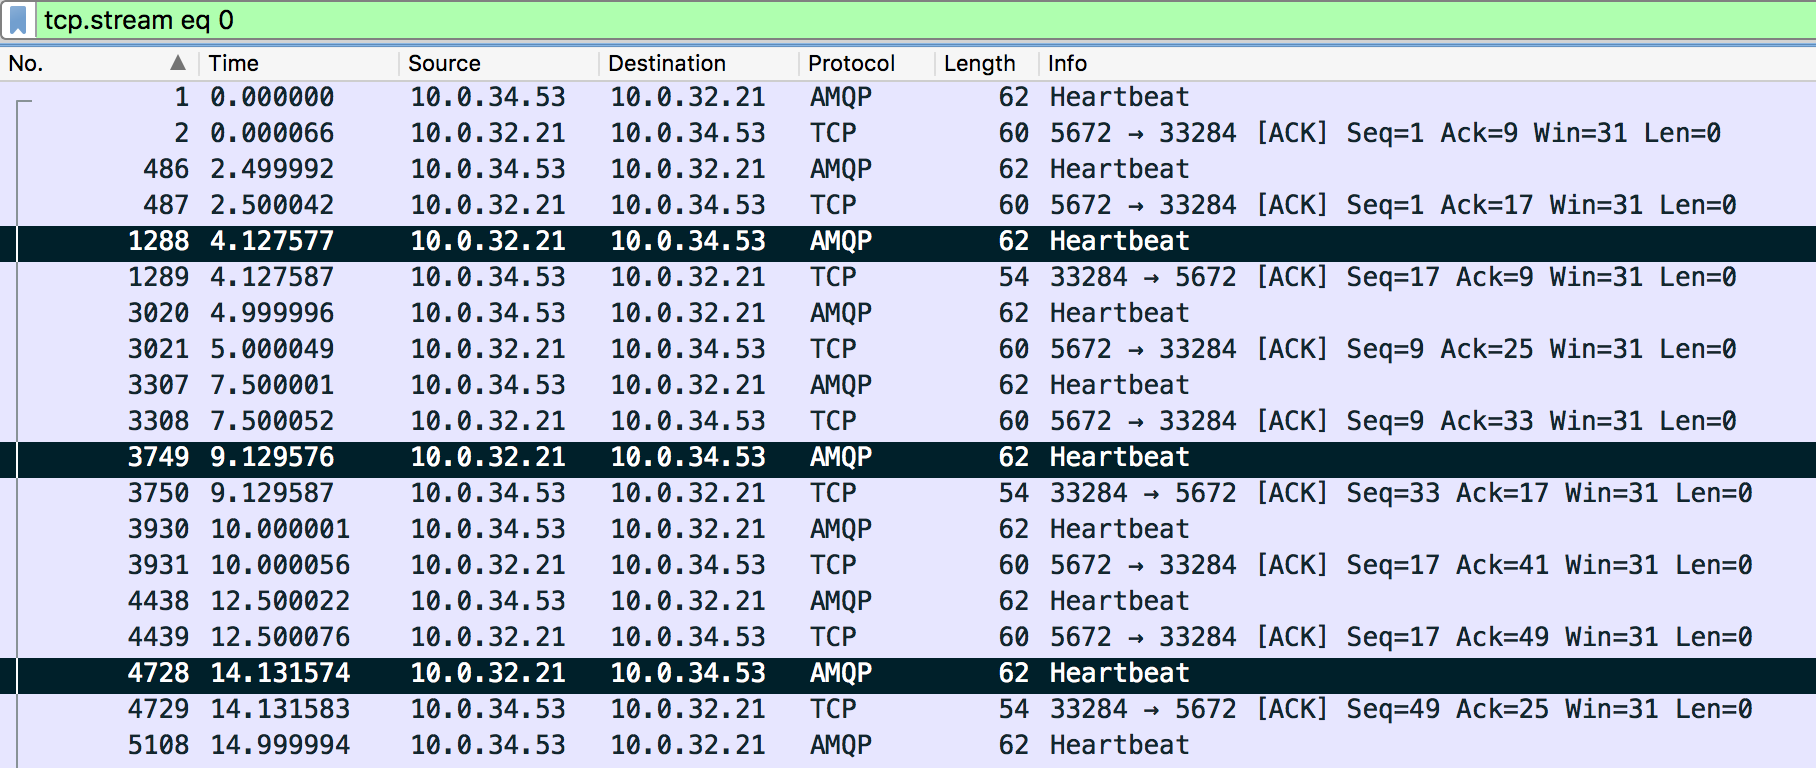 tcp.stream eq 0
No. Time Source Destination Protocol Length Info
1 0.000000 10.0.34.53 10.0.32.21 AMQP 62 Heartbeat
2 0.000066 10.0.32.21 10.0.34.53 TCP 60 5672 → 33284 [ACK] Seq=1 Ack=9 Win=31 Len=0
486 2.499992 10.0.34.53 10.0.32.21 AMQP 62 Heartbeat
487 2.500042 10.0.32.21 10.0.34.53 TCP 60 5672 → 33284 [ACK] Seq=1 Ack=17 Win=31 Len=0
1288 4.127577 10.0.32.21 10.0.34.53 AMQP 62 Heartbeat
1289 4.127587 10.0.34.53 10.0.32.21 TCP 54 33284 → 5672 [ACK] Seq=17 Ack=9 Win=31 Len=0
3020 4.999996 10.0.34.53 10.0.32.21 AMQP 62 Heartbeat
3021 5.000049 10.0.32.21 10.0.34.53 TCP 60 5672 → 33284 [ACK] Seq=9 Ack=25 Win=31 Len=0
3307 7.500001 10.0.34.53 10.0.32.21 AMQP 62 Heartbeat
3308 7.500052 10.0.32.21 10.0.34.53 TCP 60 5672 → 33284 [ACK] Seq=9 Ack=33 Win=31 Len=0
3749 9.129576 10.0.32.21 10.0.34.53 AMQP 62 Heartbeat
3750 9.129587 10.0.34.53 10.0.32.21 TCP 54 33284 → 5672 [ACK] Seq=33 Ack=17 Win=31 Len=0
3930 10.000001 10.0.34.53 10.0.32.21 AMQP 62 Heartbeat
3931 10.000056 10.0.32.21 10.0.34.53 TCP 60 5672 → 33284 [ACK] Seq=17 Ack=41 Win=31 Len=0
4438 12.500022 10.0.34.53 10.0.32.21 AMQP 62 Heartbeat
4439 12.500076 10.0.32.21 10.0.34.53 TCP 60 5672 → 33284 [ACK] Seq=17 Ack=49 Win=31 Len=0
4728 14.131574 10.0.32.21 10.0.34.53 AMQP 62 Heartbeat
4729 14.131583 10.0.34.53 10.0.32.21 TCP 54 33284 → 5672 [ACK] Seq=49 Ack=25 Win=31 Len=0
5108 14.999994 10.0.34.53 10.0.32.21 AMQP 62 Heartbeat